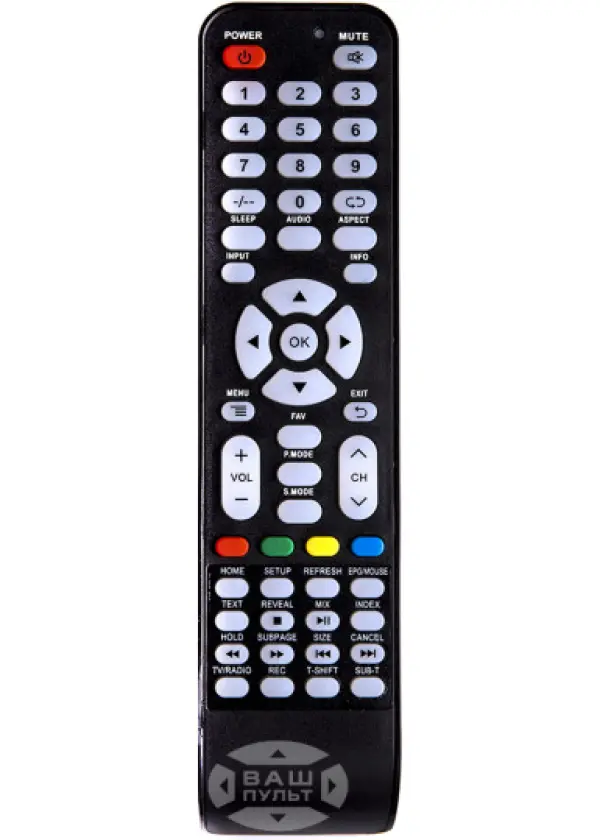 POWER MUTE
1 2 3
4 5 6
7 8 9
-/-- 0
SLEEP AUDIO ASPECT
INPUT INFO
OK
MENU EXIT
FAV
+ P.MODE
VOL CH
- S.MODE
HOME SETUP REFRESH EPG/MOUSE
TEXT REVEAL MIX INDEX
HOLD SUBPAGE SIZE CANCEL
TV/RADIO REC T-SHIFT SUB-T
ВАШ
ПУЛЬТ